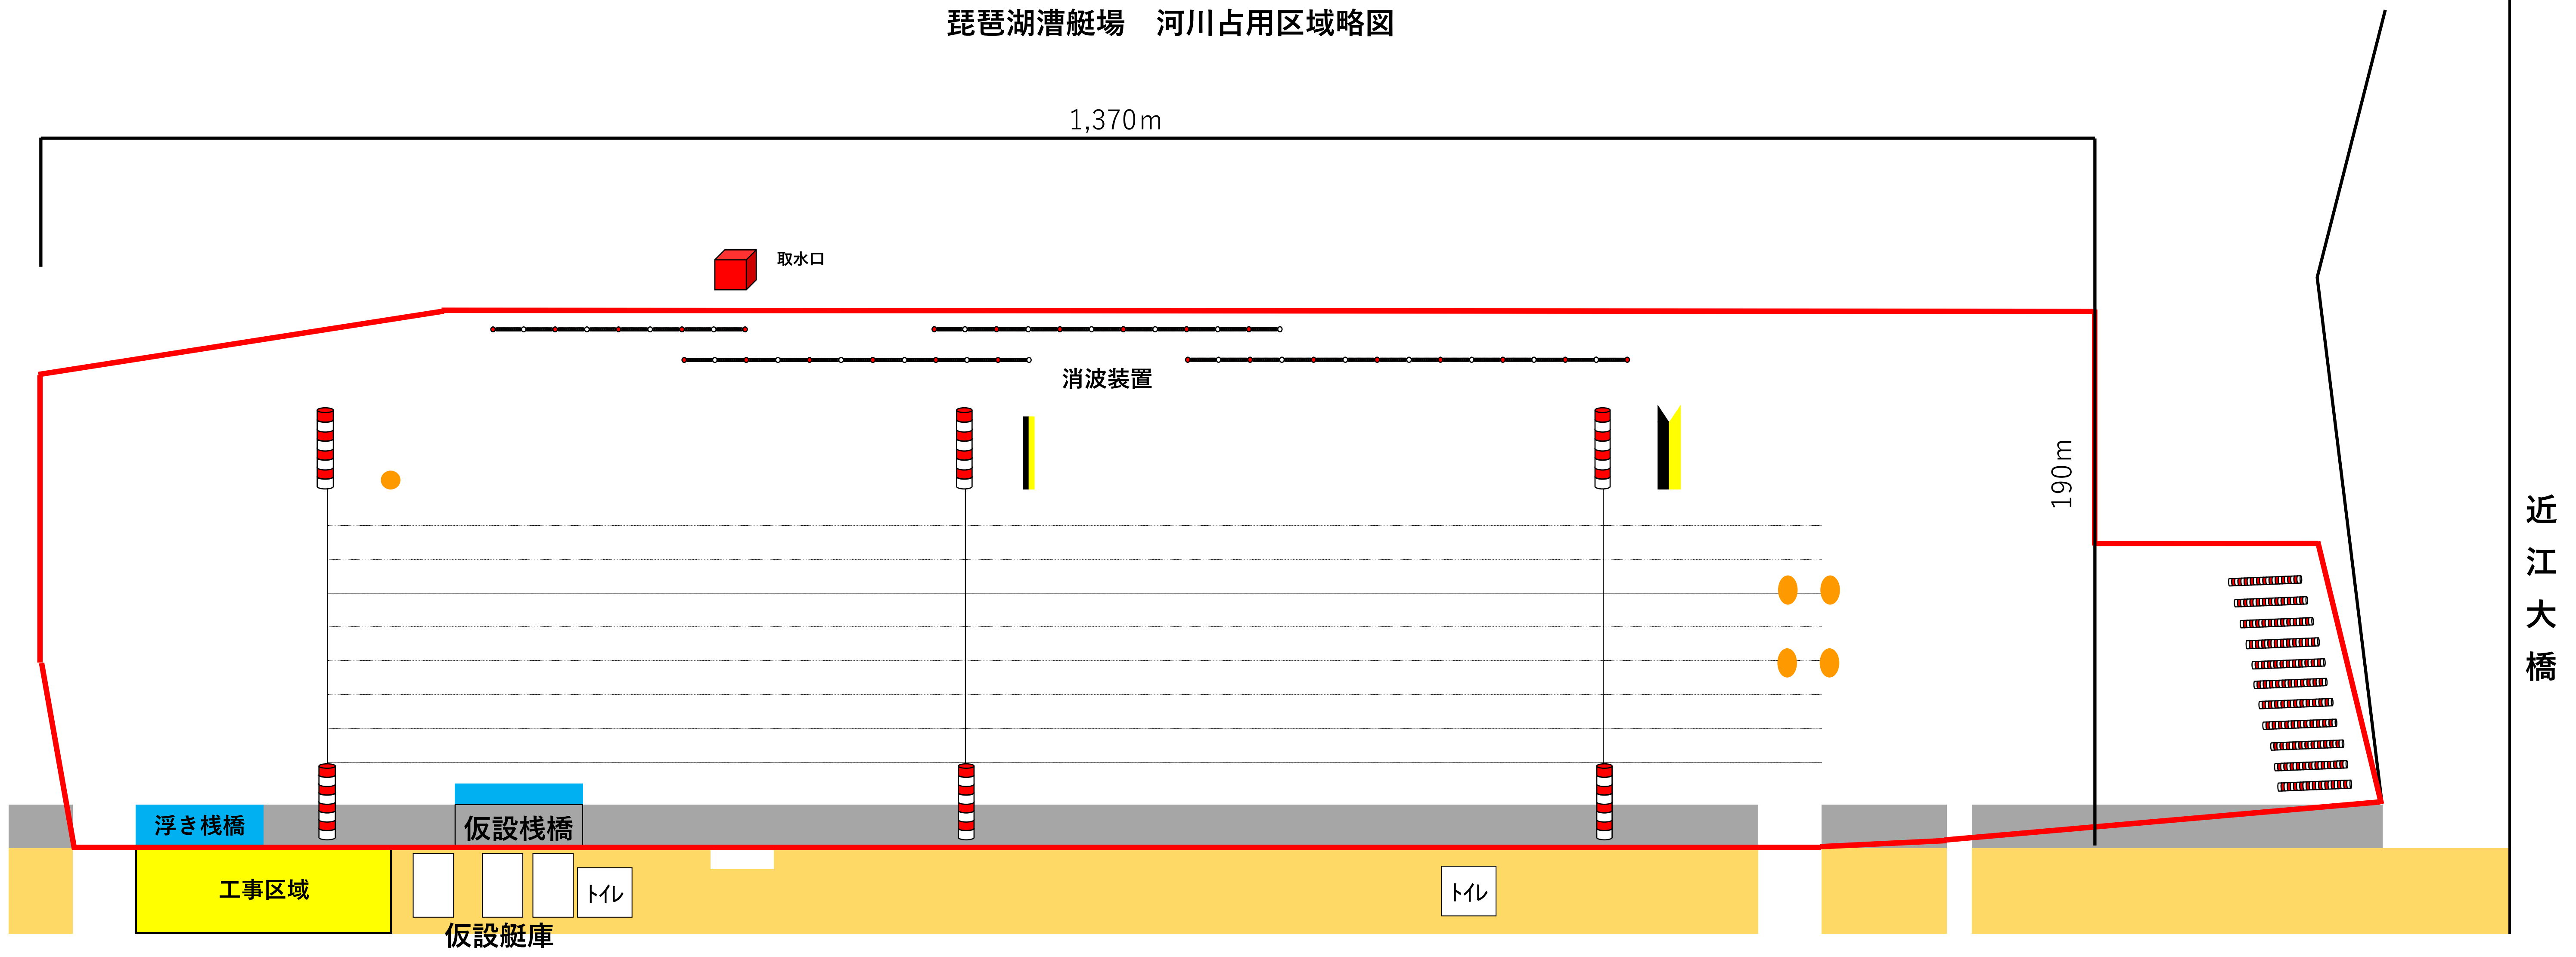 琵琶湖漕艇場　河川占用区域略図
1,370m
取水口
消波装置
190m
近江大橋
浮き桟橋
仮設桟橋
工事区域
トイレ
トイレ
仮設艇庫